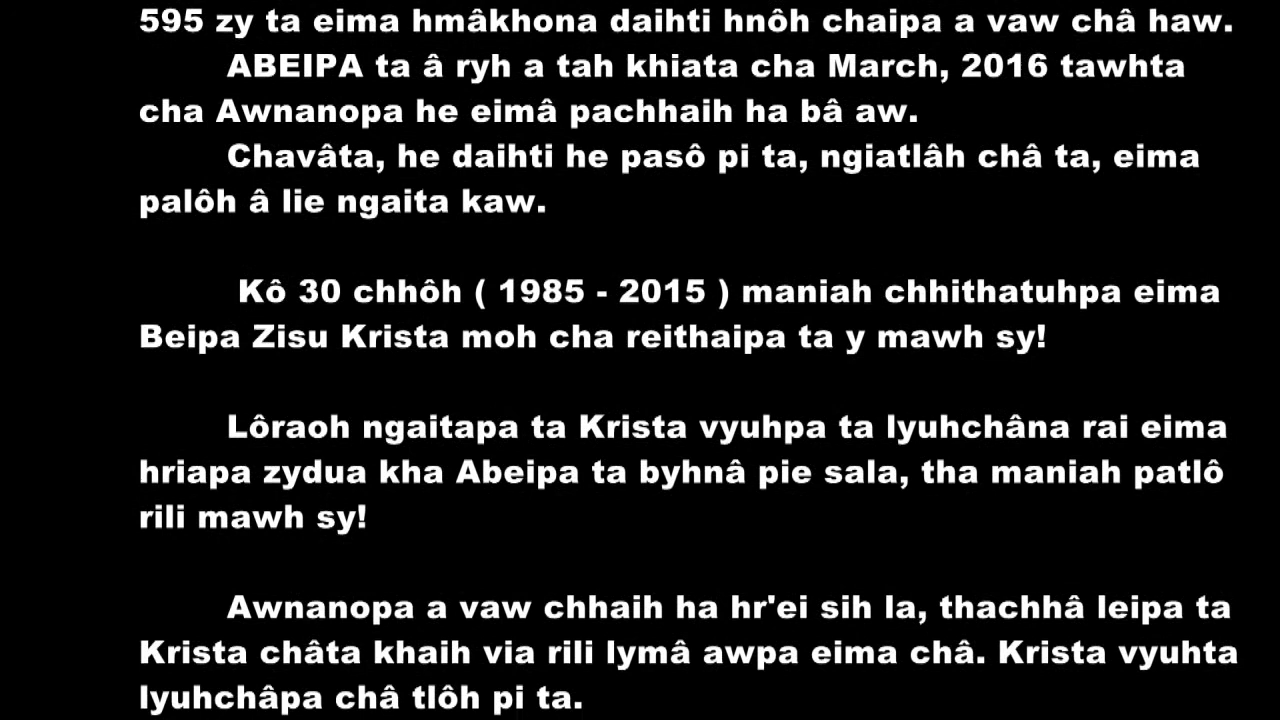 595 zy ta eima hmâkhona daihti hnôh chaipa a vaw châ haw.
ABEIPA ta â ryh a tah khiata cha March, 2016 tawhta
cha Awnanopa he eimâ pachhaih ha bâ aw.
Chavâta, he daihti he pasô pi ta, ngiatlâh châ ta, eima
palôh â lie ngaita kaw.
Kô 30 chhôh ( 1985 - 2015 ) maniah chhithatuhpa eima
Beipa Zisu Krista moh cha reithaipa ta y mawh sy!
Lôraoh ngaitapa ta Krista vyuhpa ta lyuhchâna rai eima
hriapa zydua kha Abeipa ta byhnâ pie sala, tha maniah patlô
rili mawh sy!
Awnanopa a vaw chhaih ha hr'ei sih la, thachhâ leipa ta
Krista châta khaih via rili lymâ awpa eima châ. Krista vyuhta
lyuhchâpa châ tlôh pi ta.